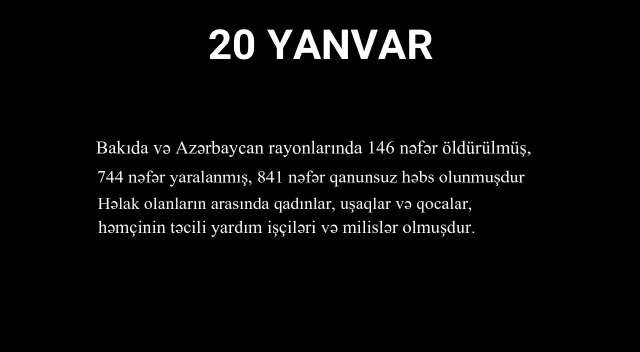 20 YANVAR
Bakıda və Azərbaycan rayonlarında 146 nəfər öldürülmüş,
744 nəfər yaralanmış, 841 nəfər qanunsuz həbs olunmuşdur
Həlak olanların arasında qadınlar, uşaqlar və qocalar,
həmçinin təcili yardım işçiləri və milislər olmuşdur.